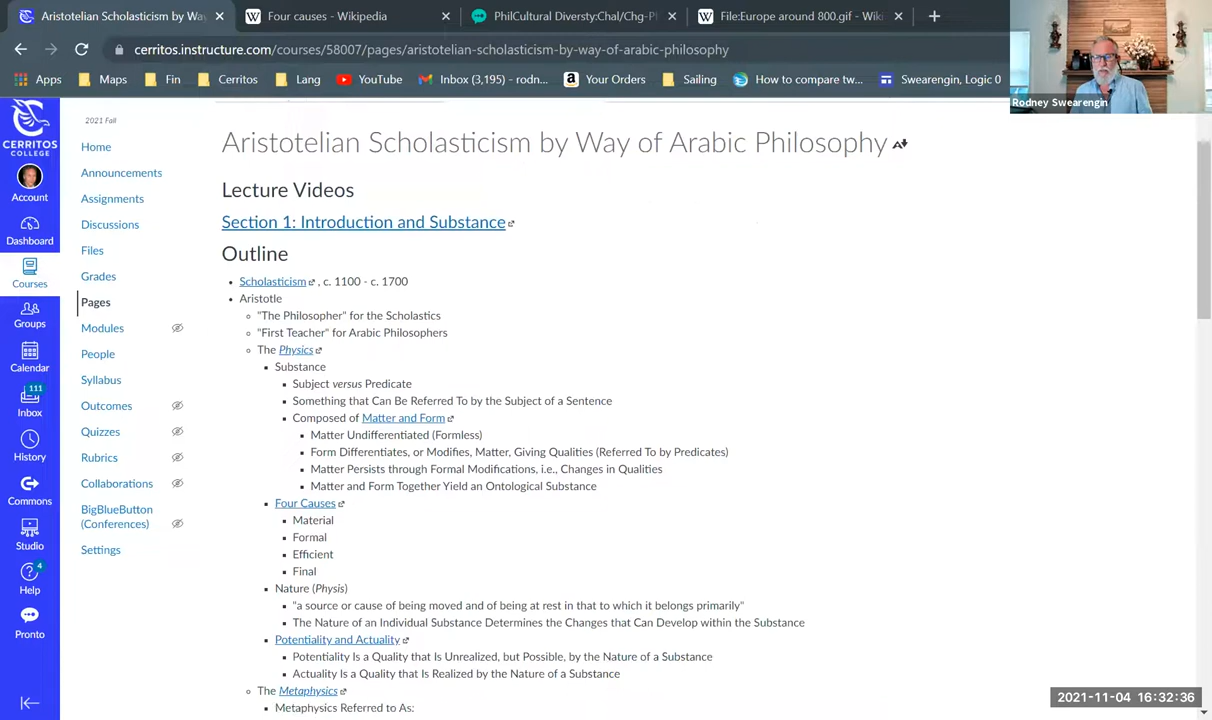 Aristotelian Scholasticism by Wa
Four causes - Wikipedia
PhilCultural Diversty:Chal/Chg-P
File:Europe around 800.gif - Wiki
cerritos.instructure.com/courses/58007/pages/aristotelian-scholasticism-by-way-of-arabic-philosophy
Apps
Maps
Fin
Cerritos
Lang
YouTube
Inbox (3,195) - rodn...
Your Orders
Sailing
How to compare tw...
Swearengin, Logic 0
Rodney Swearengin
CERRITOS
COLLEGE
Account
Dashboard
Courses
Groups
Calendar
111
Inbox
History
Commons
Studio
4
Help
Pronto
2021 Fall
Home
Announcements
Assignments
Discussions
Files
Grades
Pages
Modules
People
Syllabus
Outcomes
Quizzes
Rubrics
Collaborations
BigBlueButton
(Conferences)
Settings
Aristotelian Scholasticism by Way of Arabic Philosophy
Lecture Videos
Section 1: Introduction and Substance
Outline
Scholasticism , c. 1100 - c. 1700
Aristotle
"The Philosopher" for the Scholastics
"First Teacher" for Arabic Philosophers
The Physics
Substance
Subject versus Predicate
Something that Can Be Referred To by the Subject of a Sentence
Composed of Matter and Form
Matter Undifferentiated (Formless)
Form Differentiates, or Modifies, Matter, Giving Qualities (Referred To by Predicates)
Matter Persists through Formal Modifications, i.e., Changes in Qualities
Matter and Form Together Yield an Ontological Substance
Four Causes
Material
Formal
Efficient
Final
Nature (Physis)
"a source or cause of being moved and of being at rest in that to which it belongs primarily"
The Nature of an Individual Substance Determines the Changes that Can Develop within the Substance
Potentiality and Actuality
Potentiality Is a Quality that Is Unrealized, but Possible, by the Nature of a Substance
Actuality Is a Quality that Is Realized by the Nature of a Substance
The Metaphysics
Metaphysics Referred to As:
2021-11-04 16:32:36